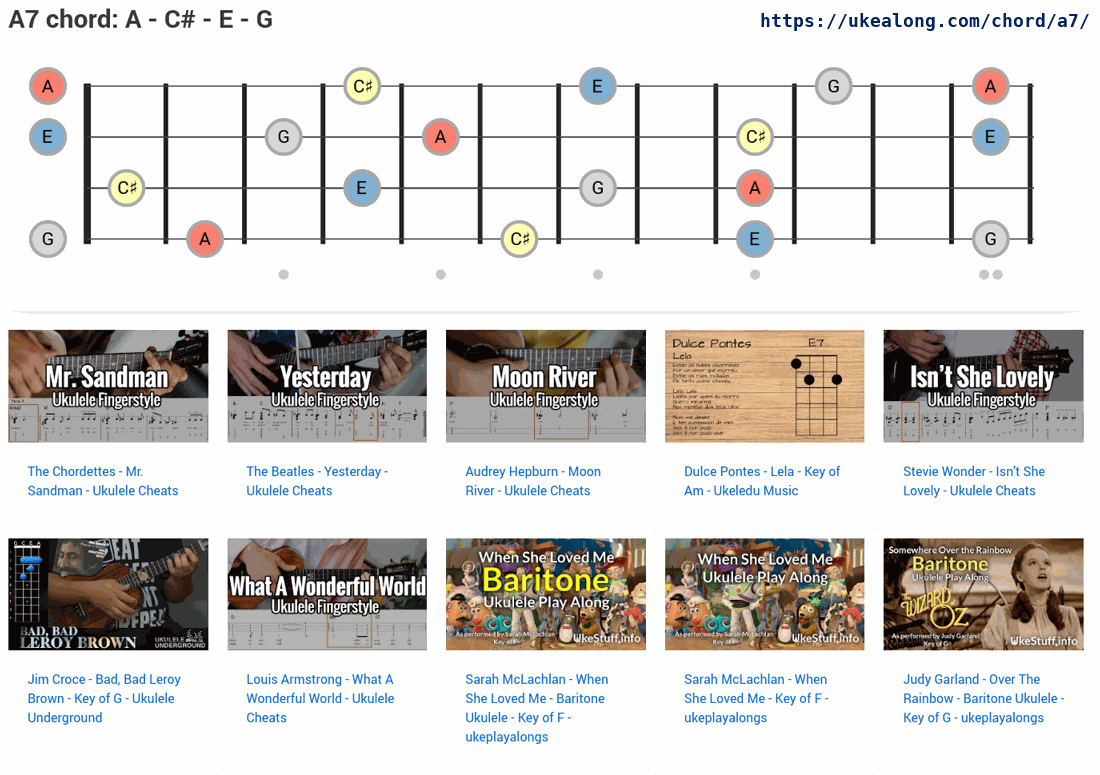 A7 chord: A - C# - E - G
https://ukealong.com/chord/a7/
A C♯ E G A
E G A C♯ E
C♯ E G A
G A C♯ E G
Mr. Sandman
Ukulele Fingerstyle
Yesterday
Ukulele Fingerstyle
Moon River
Ukulele Fingerstyle
Dulce Pontes
Lela
E7
Isn't She Lovely
Ukulele Fingerstyle
The Chordettes - Mr.
Sandman - Ukulele Cheats
The Beatles - Yesterday -
Ukulele Cheats
Audrey Hepburn - Moon
River - Ukulele Cheats
Dulce Pontes - Lela - Key of
Am - Ukeledu Music
Stevie Wonder - Isn't She
Lovely - Ukulele Cheats
G C E A
BAD, BAD
LEROY BROWN
UKULELE
UNDERGROUND
What A Wonderful World
Ukulele Fingerstyle
When She Loved Me
Baritone
Ukulele Play Along
As performed by Sarah McLachlan
Key of F
UkeStuff.info
When She Loved Me
Ukulele Play Along
As performed by Sarah McLachlan
Key of F
UkeStuff.info
Somewhere Over the Rainbow
Baritone
Ukulele Play Along
THE
WIZARD
OF
OZ
As performed by Judy Garland
Key of G
UkeStuff.info
Jim Croce - Bad, Bad Leroy
Brown - Key of G - Ukulele
Underground
Louis Armstrong - What A
Wonderful World - Ukulele
Cheats
Sarah McLachlan - When
She Loved Me - Baritone
Ukulele - Key of F -
ukeplayalongs
Sarah McLachlan - When
She Loved Me - Key of F -
ukeplayalongs
Judy Garland - Over The
Rainbow - Baritone Ukulele -
Key of G - ukeplayalongs